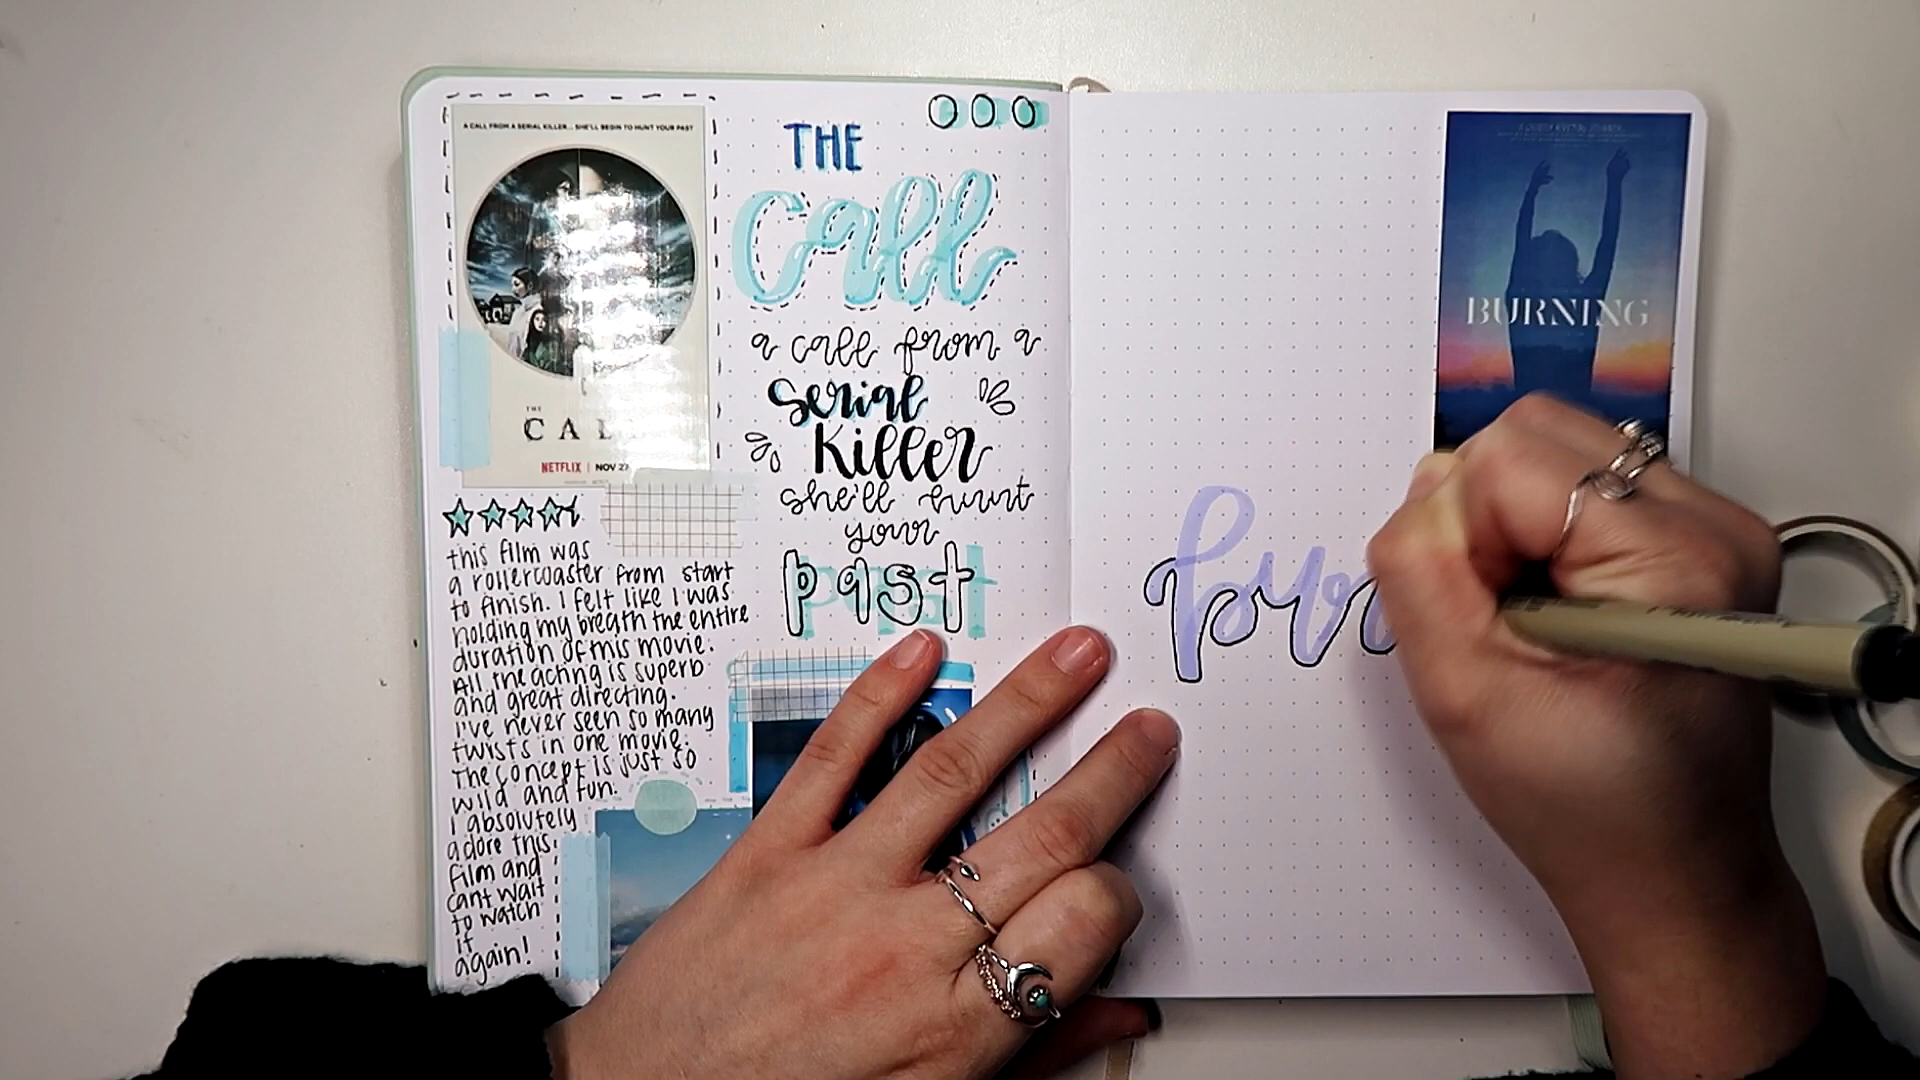 A CALL FROM A SERIAL KILLER... SHE'LL BEGIN TO HUNT YOUR PAST
THE
CAL
NETFLIX | NOV 27
this film was
a rollercoaster from start
to finish. I felt like I was
holding my breath the entire
duration of this movie.
All the acting is superb
and great directing.
I've never seen so many
twists in one movie.
The concept is just so
wild and fun.
I absolutely
adore this
film and
cant wait
to watch
it
again!
THE
Call
a call from a
Serial
Killer
she'll hunt
your
past
BURNING
bur